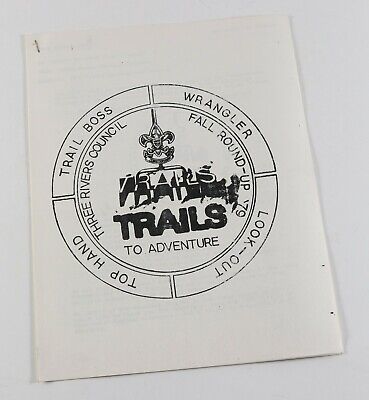 TRAIL BOSS
WRANGLER
LOOK-OUT
TOP HAND
THREE RIVERS COUNCIL
FALL ROUND-UP '79
TRAILS
TRAILS
TO ADVENTURE